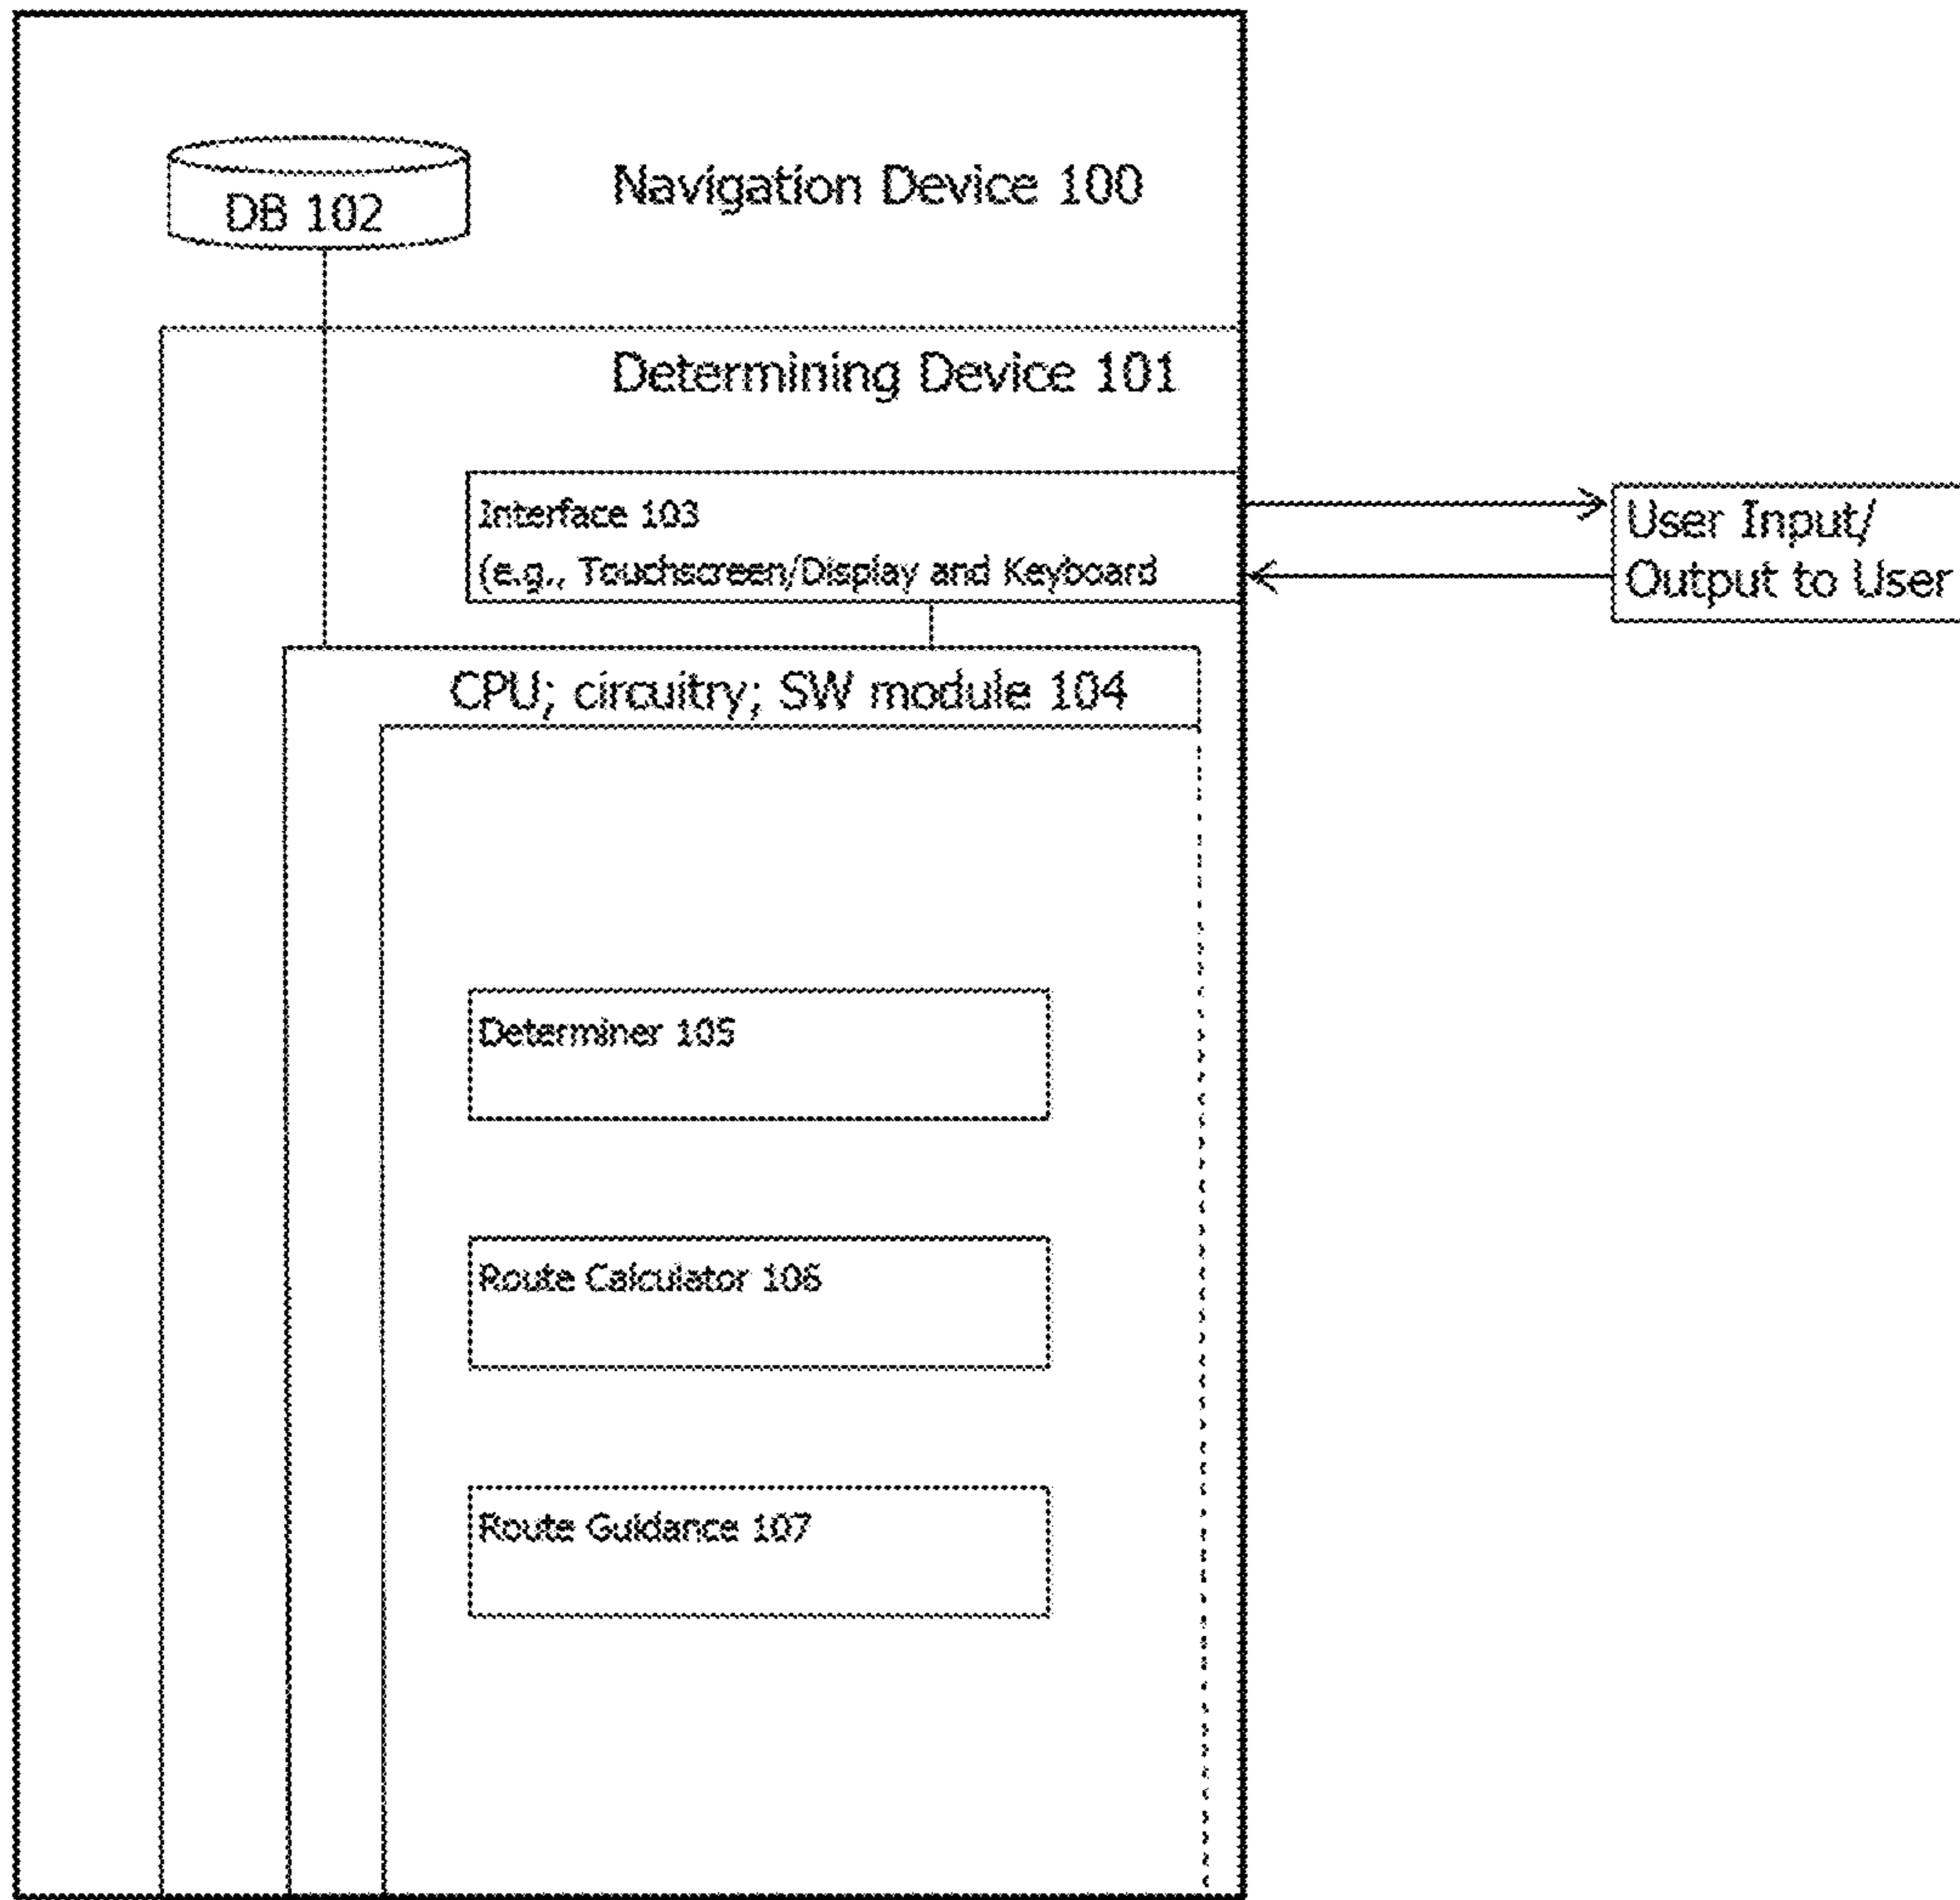 Navigation Device 100
DB 102
Determining Device 101
Interface 103
(e.g., Touchscreen/Display and Keyboard
User Input/
Output to User
CPU; circuitry; SW module 104
Determiner 105
Route Calculator 106
Route Guidance 107